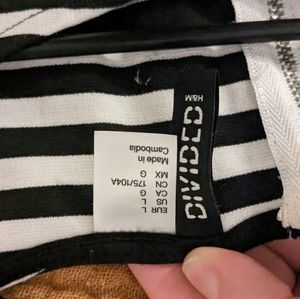 DIVIDED
H&M
EUR L
US L
CA G
CN 175/104A
MX G
Made in
Cambodia